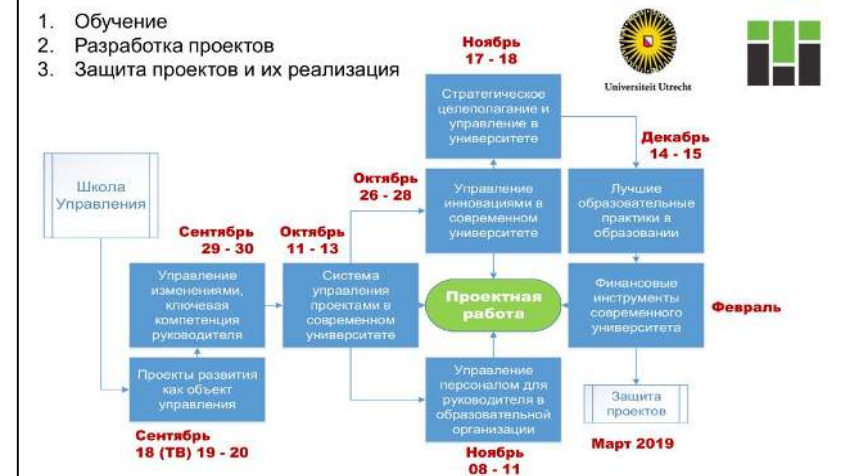 1. Обучение
2. Разработка проектов
3. Защита проектов и их реализация
Universiteit Utrecht
Школа
Управления
Сентябрь
18 (ТВ) 19 - 20
Проекты развития
как объект
управления
Сентябрь
29 - 30
Управление
изменениями,
ключевая
компетенция
руководителя
Октябрь
11 - 13
Система
управления
проектами в
современном
университете
Октябрь
26 - 28
Управление
инновациями в
современном
университете
Ноябрь
17 - 18
Стратегическое
целеполагание и
управление в
университете
Проектная
работа
Управление
персоналом для
руководителя в
образовательной
организации
Ноябрь
08 - 11
Декабрь
14 - 15
Лучшие
образовательные
практики в
образовании
Финансовые
инструменты
современного
университета
Февраль
Защита
проектов
Март 2019